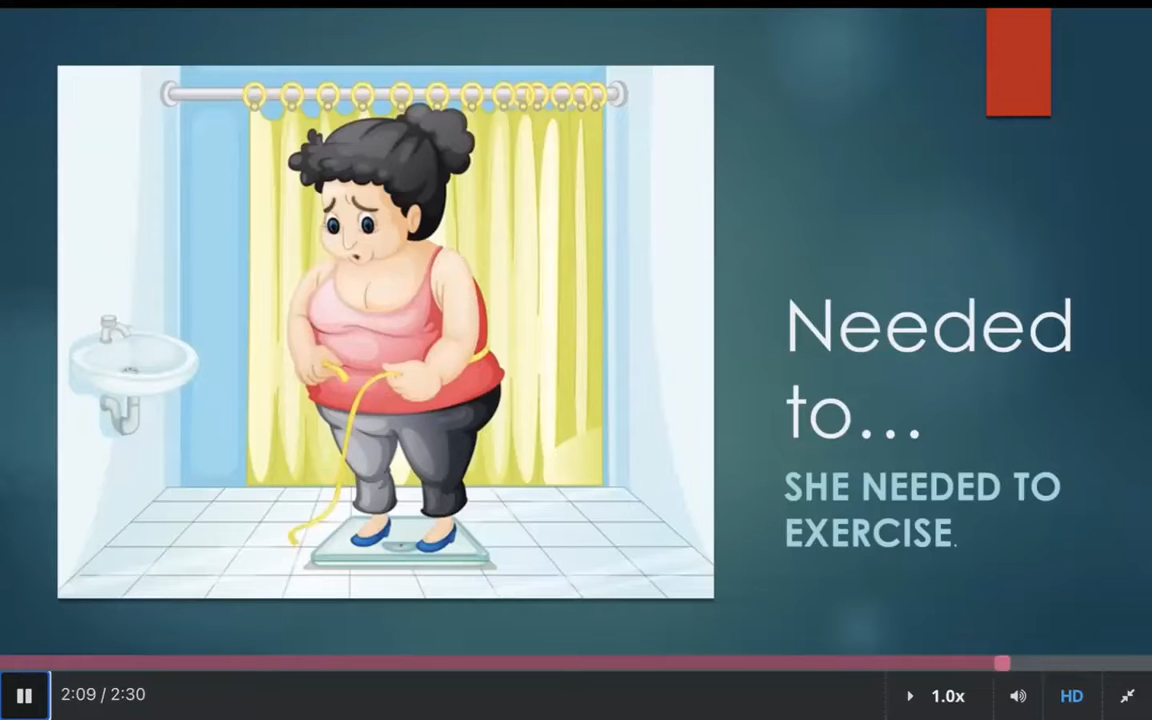 Needed
to...
SHE NEEDED TO
EXERCISE.
2:09 / 2:30
1.0x
HD